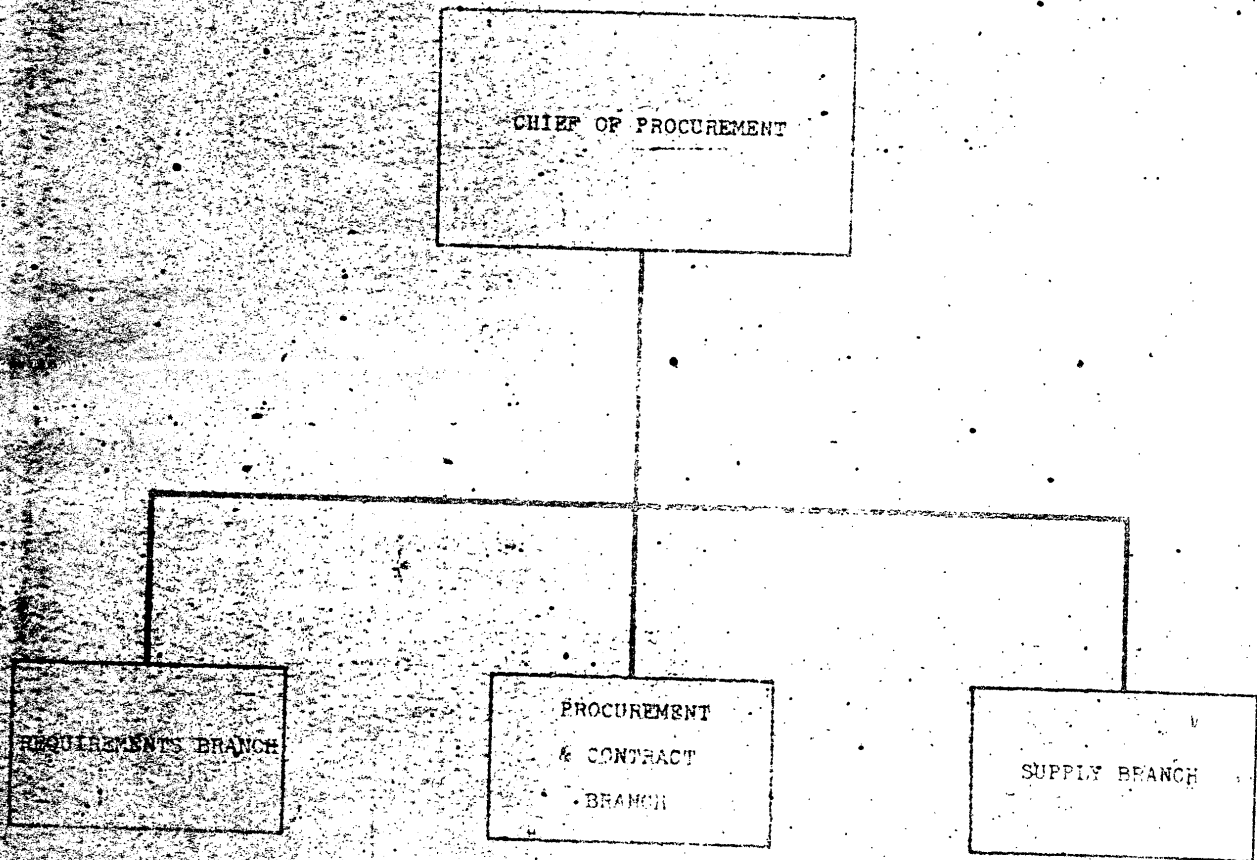 CHIEF OF PROCUREMENT
REQUIREMENTS BRANCH
PROCUREMENT
& CONTRACT
BRANCH
SUPPLY BRANCH